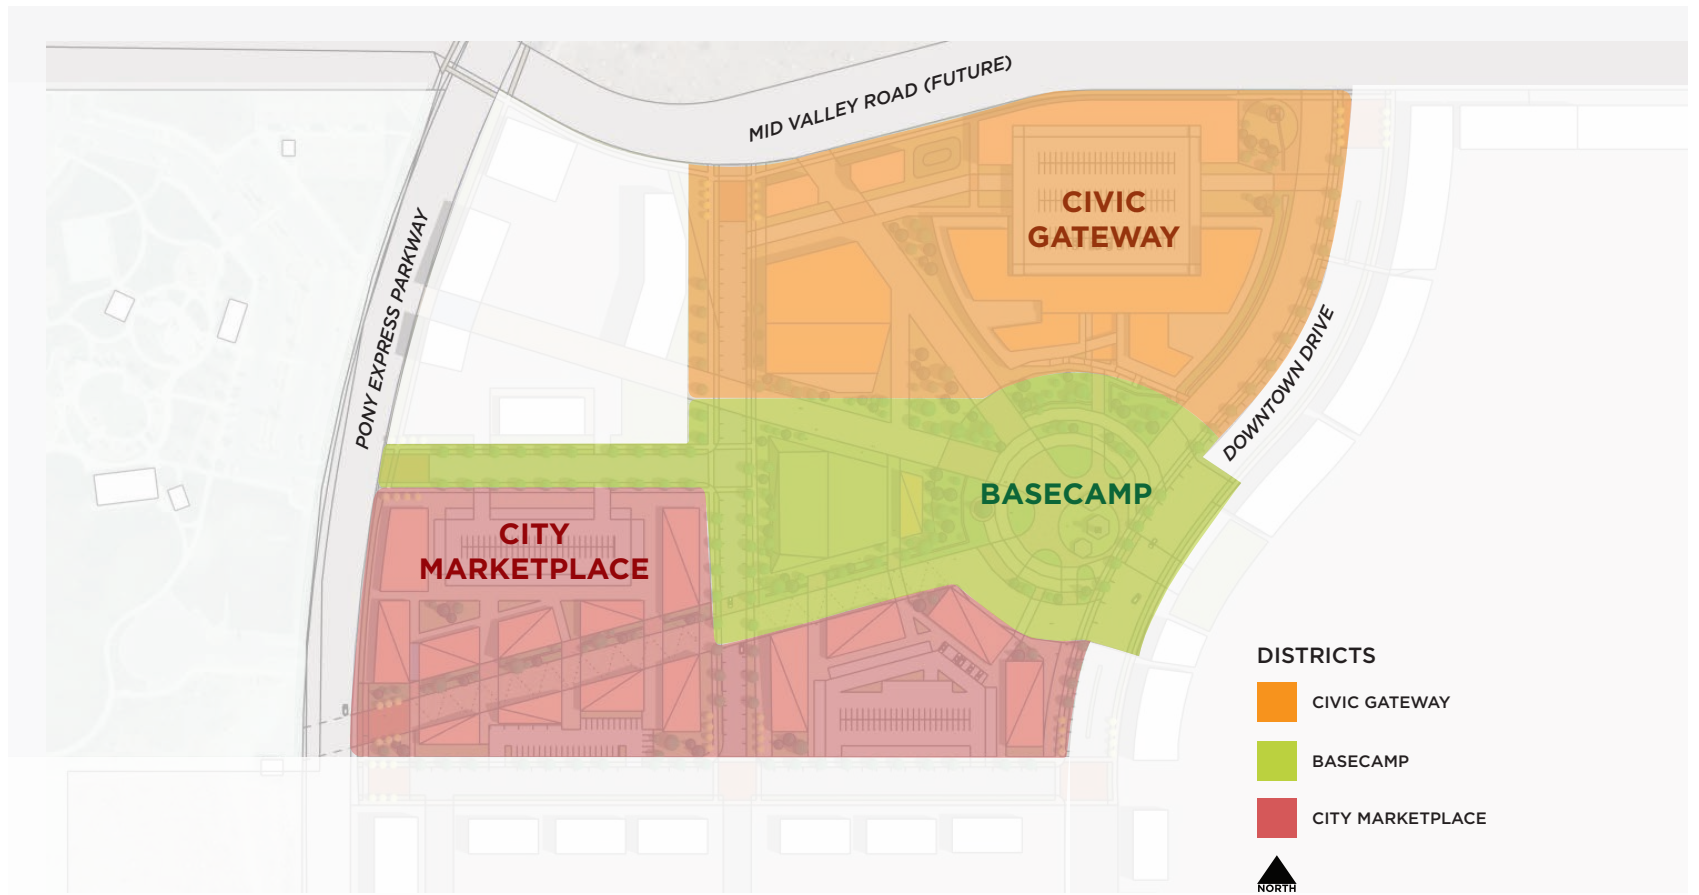 MID VALLEY ROAD (FUTURE)
CIVIC
GATEWAY
PONY EXPRESS PARKWAY
DOWNTOWN DRIVE
BASECAMP
CITY
MARKETPLACE
DISTRICTS
CIVIC GATEWAY
BASECAMP
CITY MARKETPLACE
NORTH